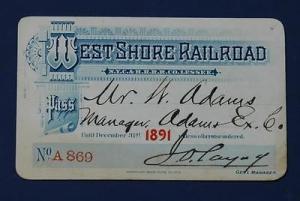 WEST SHORE RAILROAD
N.Y.C. & H.R.R.R. CO. LESSEE.
Pass
Mr. W. Adams
Manager, Adams Ex. Co.
Until December 31st 1891 unless otherwise ordered.
No A 869
GEN'L MANAGER